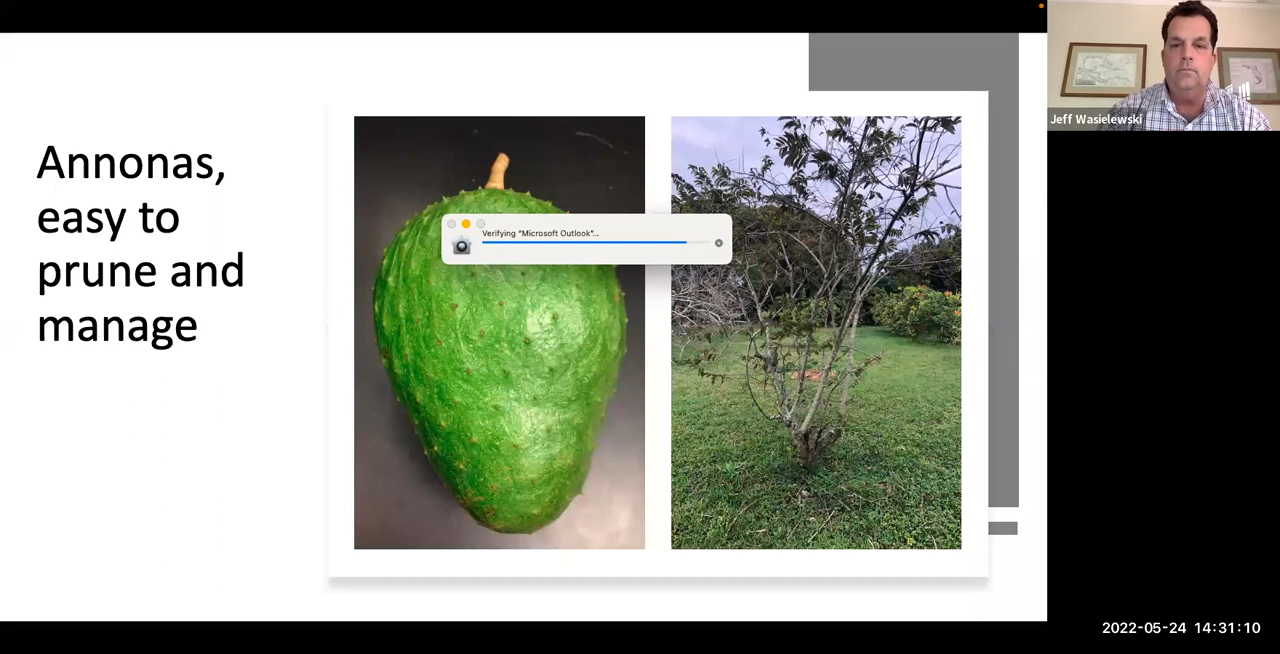 Annonas,
easy to
prune and
manage
Verifying "Microsoft Outlook"...
Jeff Wasielewski
2022-05-24 14:31:10